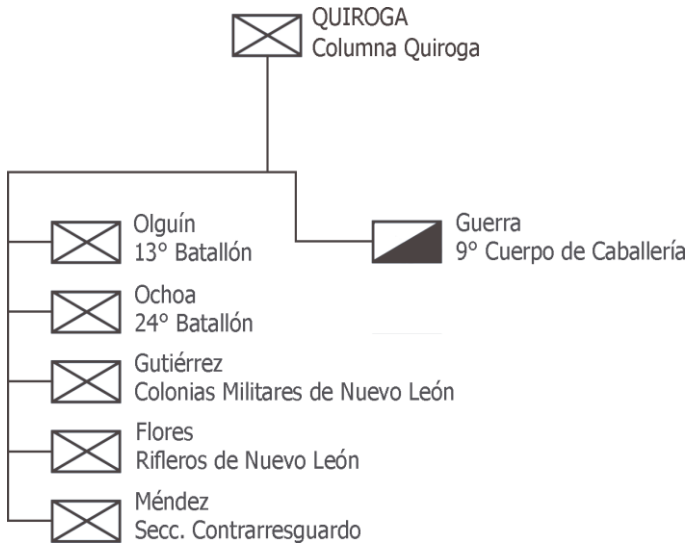 QUIROGA
Columna Quiroga
Olguín
13° Batallón
Ochoa
24° Batallón
Gutiérrez
Colonias Militares de Nuevo León
Flores
Rifleros de Nuevo León
Méndez
Secc. Contrarresguardo
Guerra
9° Cuerpo de Caballería